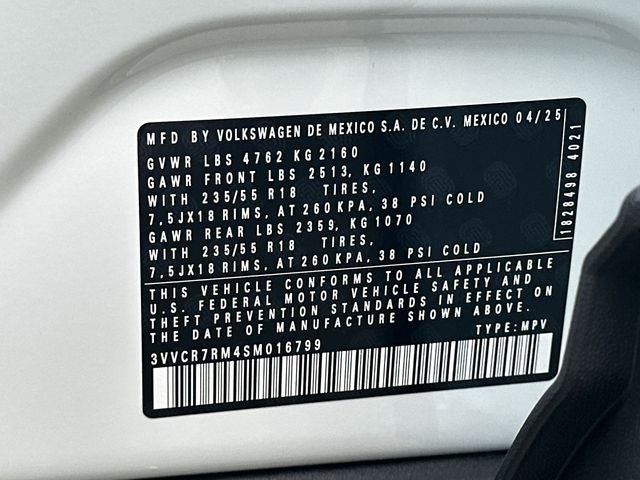 MFD BY VOLKSWAGEN DE MEXICO S.A. DE C.V. MEXICO 04/25
GVWR LBS 4762 KG 2160
GAWR FRONT LBS 2513, KG 1140
WITH 235/55 R18 TIRES,
7,5JX18 RIMS, AT 260 KPA, 38 PSI COLD
GAWR REAR LBS 2359, KG 1070
WITH 235/55 R18 TIRES,
7,5JX18 RIMS, AT 260 KPA, 38 PSI COLD
THIS VEHICLE CONFORMS TO ALL APPLICABLE
U.S. FEDERAL MOTOR VEHICLE SAFETY AND
THEFT PREVENTION STANDARDS IN EFFECT ON
THE DATE OF MANUFACTURE SHOWN ABOVE.
3VVCR7RM4SM016799 TYPE: MPV
1828498 4021